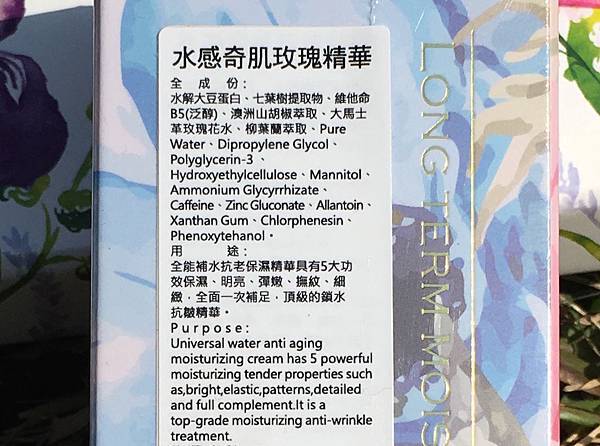 水感奇肌玫瑰精華
全成份:
水解大豆蛋白、七葉樹提取物、維他命
B5(泛醇)、澳洲山胡椒萃取、大馬士
革玫瑰花水、柳葉蘭萃取、Pure
Water、Dipropylene Glycol、
Polyglycerin-3、
Hydroxyethylcellulose、Mannitol、
Ammonium Glycyrrhizate、
Caffeine、Zinc Gluconate、Allantoin、
Xanthan Gum、Chlorphenesin、
Phenoxytehanol。
用途:
全能補水抗老保濕精華具有5大功
效保濕、明亮、彈嫩、撫紋、細
緻，全面一次補足，頂級的鎖水
抗皺精華。
Purpose:
Universal water anti aging
moisturizing cream has 5 powerful
moisturizing tender properties such
as,bright,elastic,patterns,detailed
and full complement.It is a
top-grade moisturizing anti-wrinkle
treatment.
LONG TERM MOIS